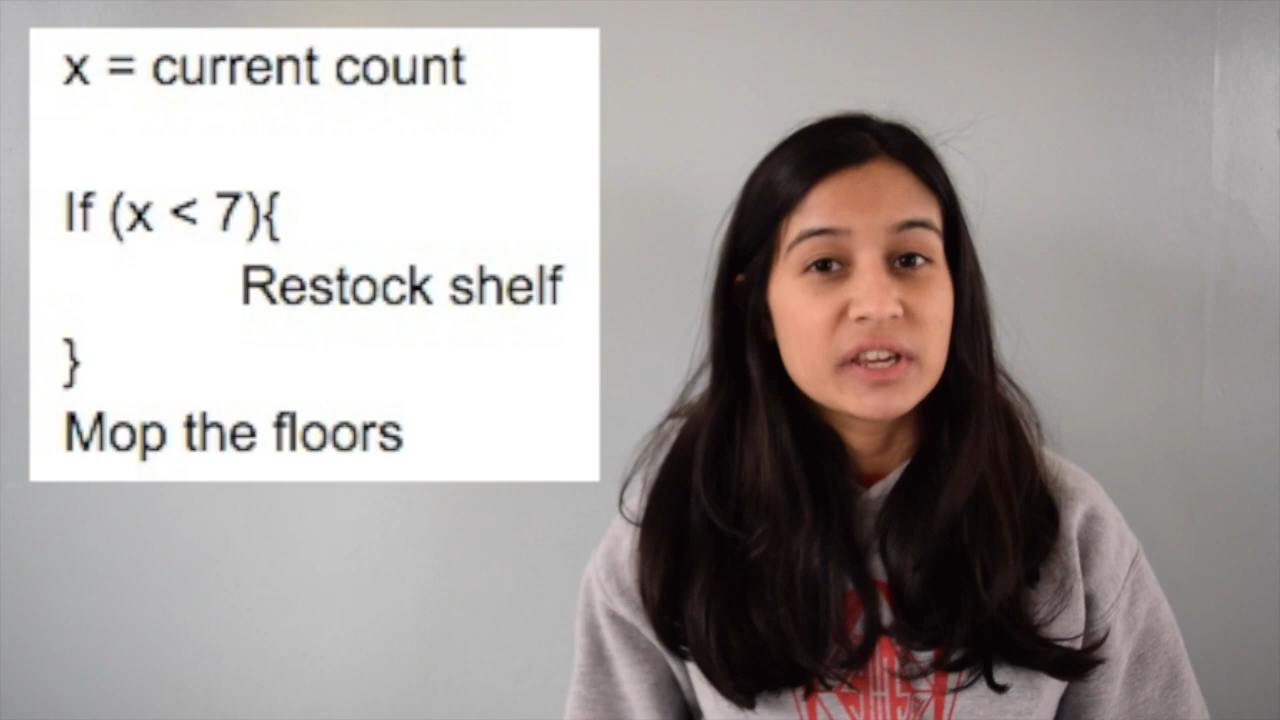 x = current count
If (x < 7){
Restock shelf
}
Mop the floors